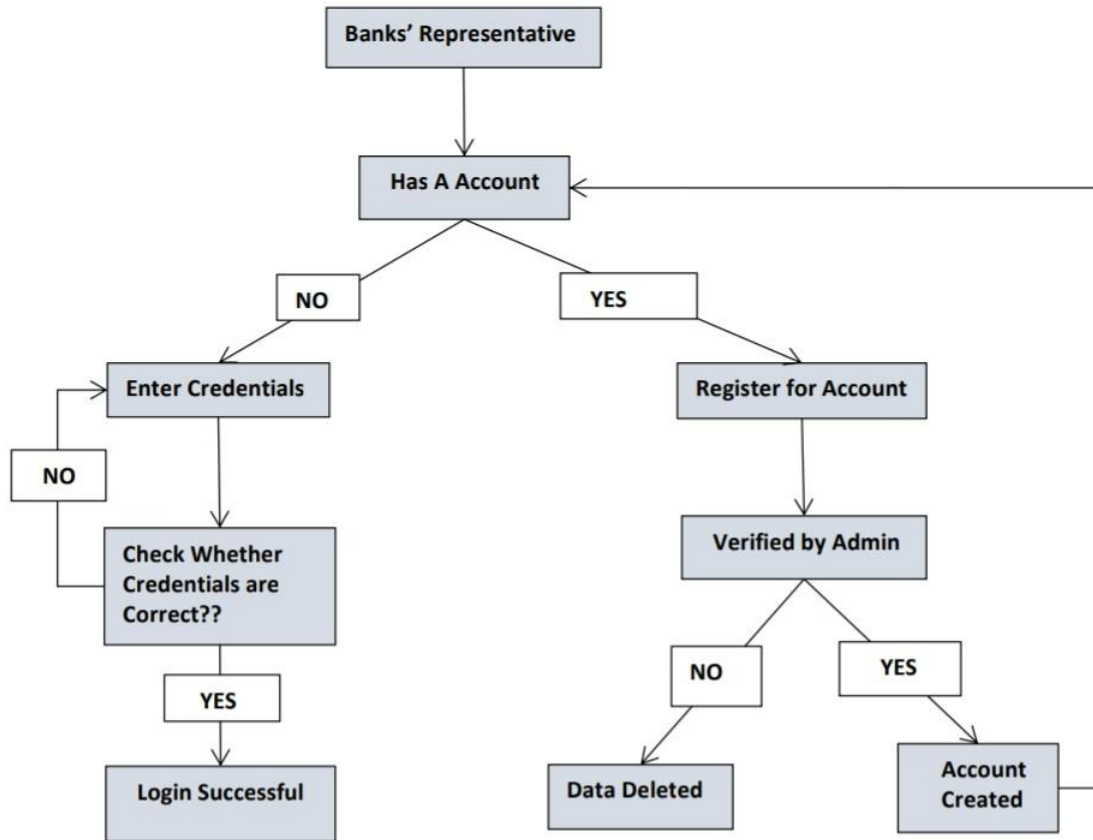 Banks’ Representative
Has A Account
NO
YES
Enter Credentials
Register for Account
NO
Check Whether
Credentials are
Correct??
Verified by Admin
NO
YES
YES
Login Successful
Data Deleted
Account
Created